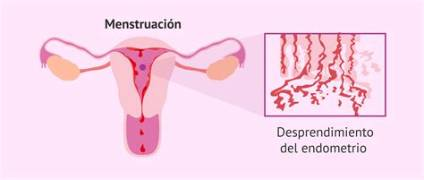 Menstruación
Desprendimiento
del endometrio